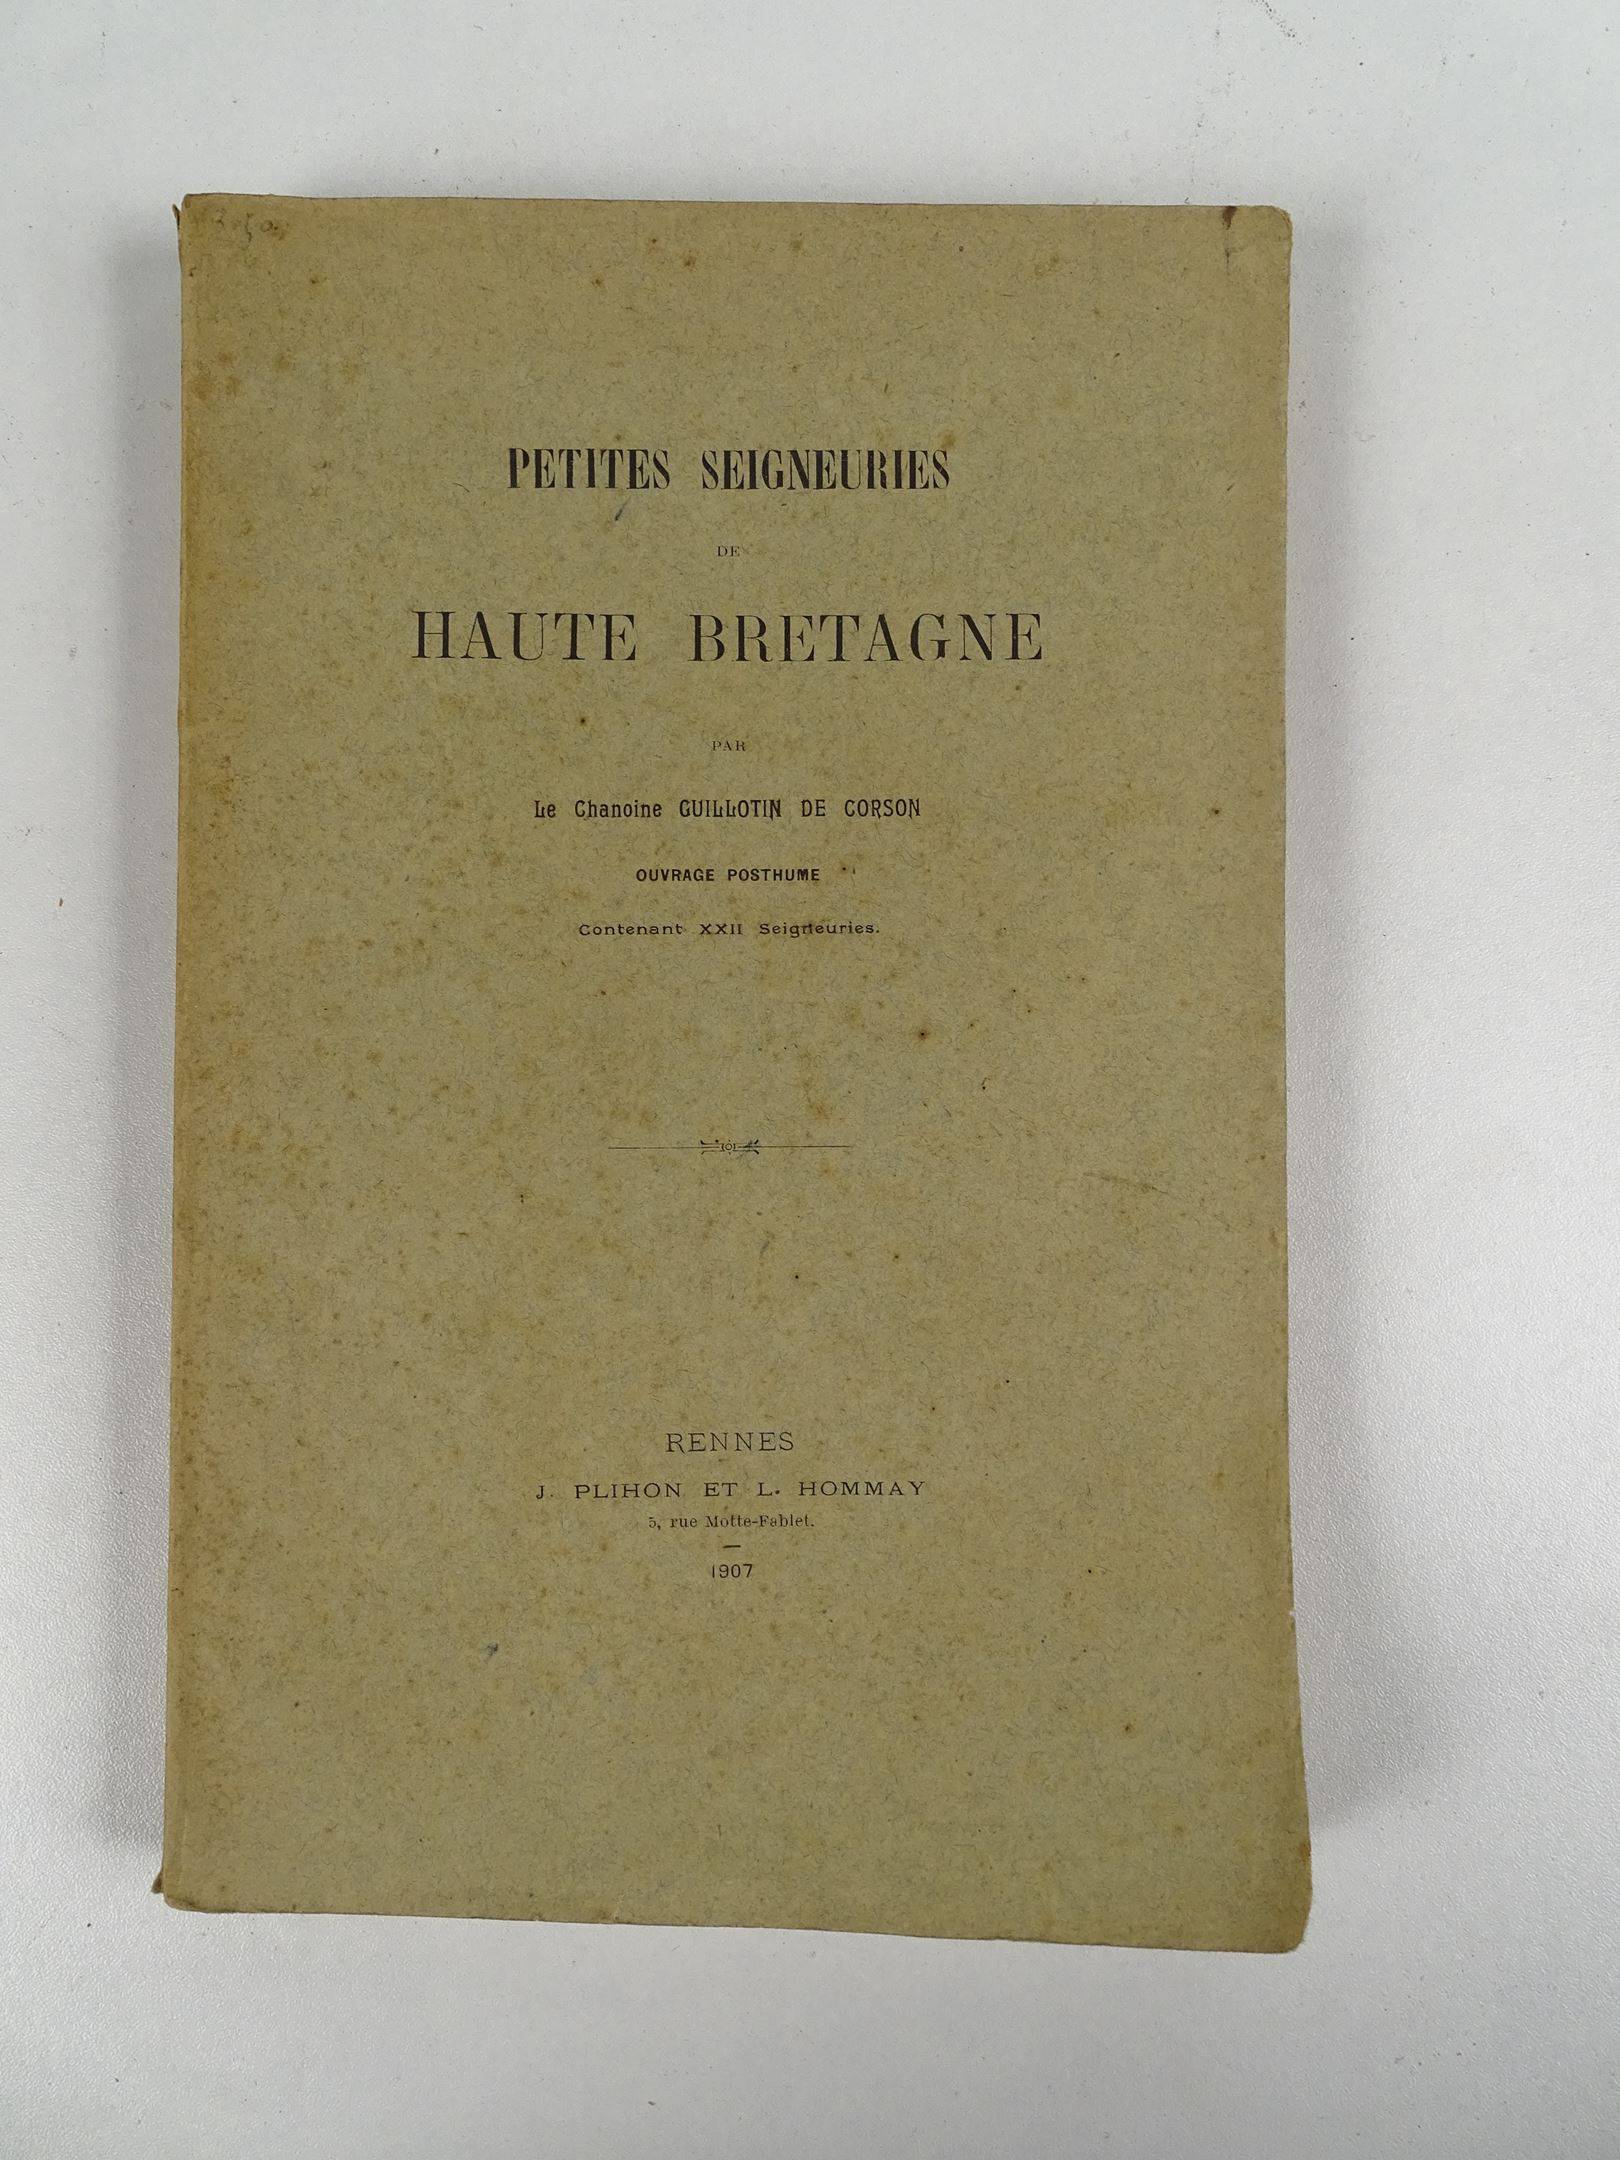 PETITES SEIGNEURIES
DE
HAUTE BRETAGNE
PAR
Le Chanoine GUILLOTIN DE CORSON
OUVRAGE POSTHUME
Contenant XXII Seigneuries.
RENNES
J. PLIHON ET L. HOMMAY
5, rue Motte-Fablet.
1907